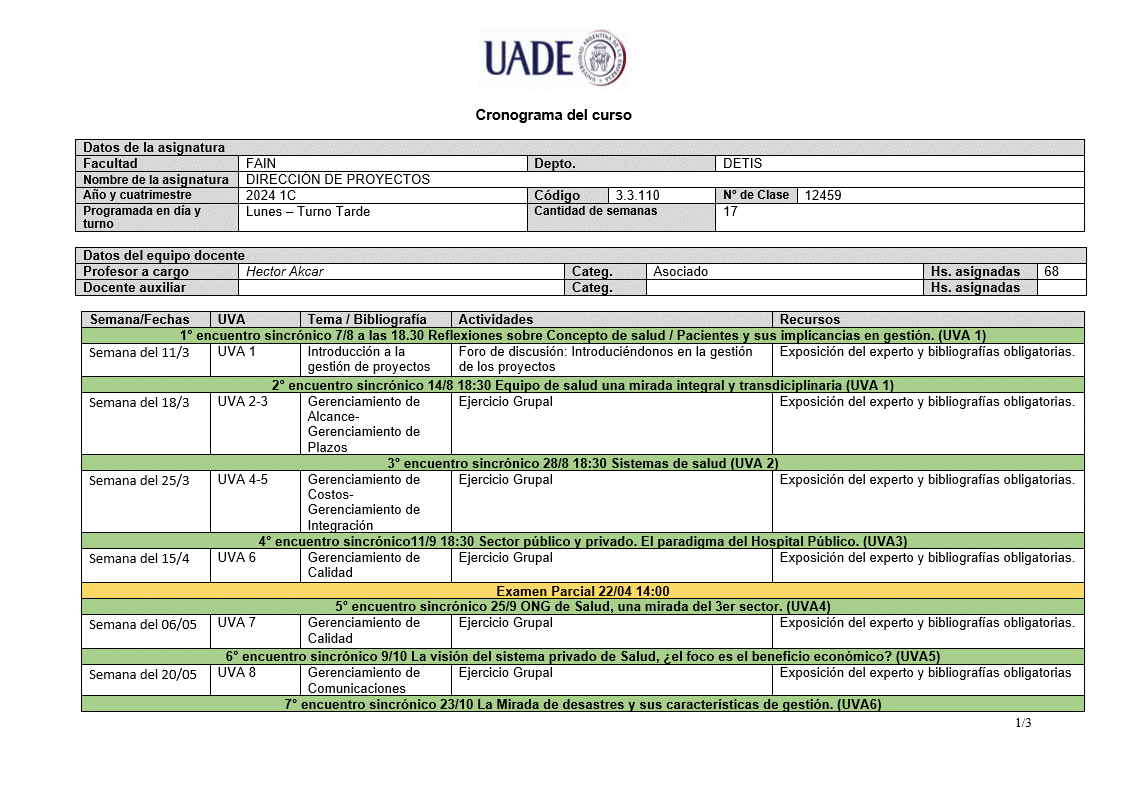 UADE
UNIVERSIDAD ARGENTINA DE LA EMPRESA
Cronograma del curso
Datos de la asignatura
Facultad FAIN Depto. DETIS
Nombre de la asignatura DIRECCIÓN DE PROYECTOS
Año y cuatrimestre 2024 1C Código 3.3.110 N° de Clase 12459
Programada en día y turno Lunes – Turno Tarde Cantidad de semanas 17
Datos del equipo docente
Profesor a cargo Hector Akcar Categ. Asociado Hs. asignadas 68
Docente auxiliar Categ. Hs. asignadas
Semana/Fechas UVA Tema / Bibliografía Actividades Recursos
1° encuentro sincrónico 7/8 a las 18.30 Reflexiones sobre Concepto de salud / Pacientes y sus implicancias en gestión. (UVA 1)
Semana del 11/3 UVA 1 Introducción a la gestión de proyectos Foro de discusión: Introduciéndonos en la gestión de los proyectos Exposición del experto y bibliografías obligatorias.
2° encuentro sincrónico 14/8 18:30 Equipo de salud una mirada integral y transdiciplinaria (UVA 1)
Semana del 18/3 UVA 2-3 Gerenciamiento de Alcance- Gerenciamiento de Plazos Ejercicio Grupal Exposición del experto y bibliografías obligatorias.
3° encuentro sincrónico 28/8 18:30 Sistemas de salud (UVA 2)
Semana del 25/3 UVA 4-5 Gerenciamiento de Costos- Gerenciamiento de Integración Ejercicio Grupal Exposición del experto y bibliografías obligatorias.
4° encuentro sincrónico11/9 18:30 Sector público y privado. El paradigma del Hospital Público. (UVA3)
Semana del 15/4 UVA 6 Gerenciamiento de Calidad Ejercicio Grupal Exposición del experto y bibliografías obligatorias.
Examen Parcial 22/04 14:00
5° encuentro sincrónico 25/9 ONG de Salud, una mirada del 3er sector. (UVA4)
Semana del 06/05 UVA 7 Gerenciamiento de Calidad Ejercicio Grupal Exposición del experto y bibliografías obligatorias.
6° encuentro sincrónico 9/10 La visión del sistema privado de Salud, ¿el foco es el beneficio económico? (UVA5)
Semana del 20/05 UVA 8 Gerenciamiento de Comunicaciones Ejercicio Grupal Exposición del experto y bibliografías obligatorias
7° encuentro sincrónico 23/10 La Mirada de desastres y sus características de gestión. (UVA6)
1/3